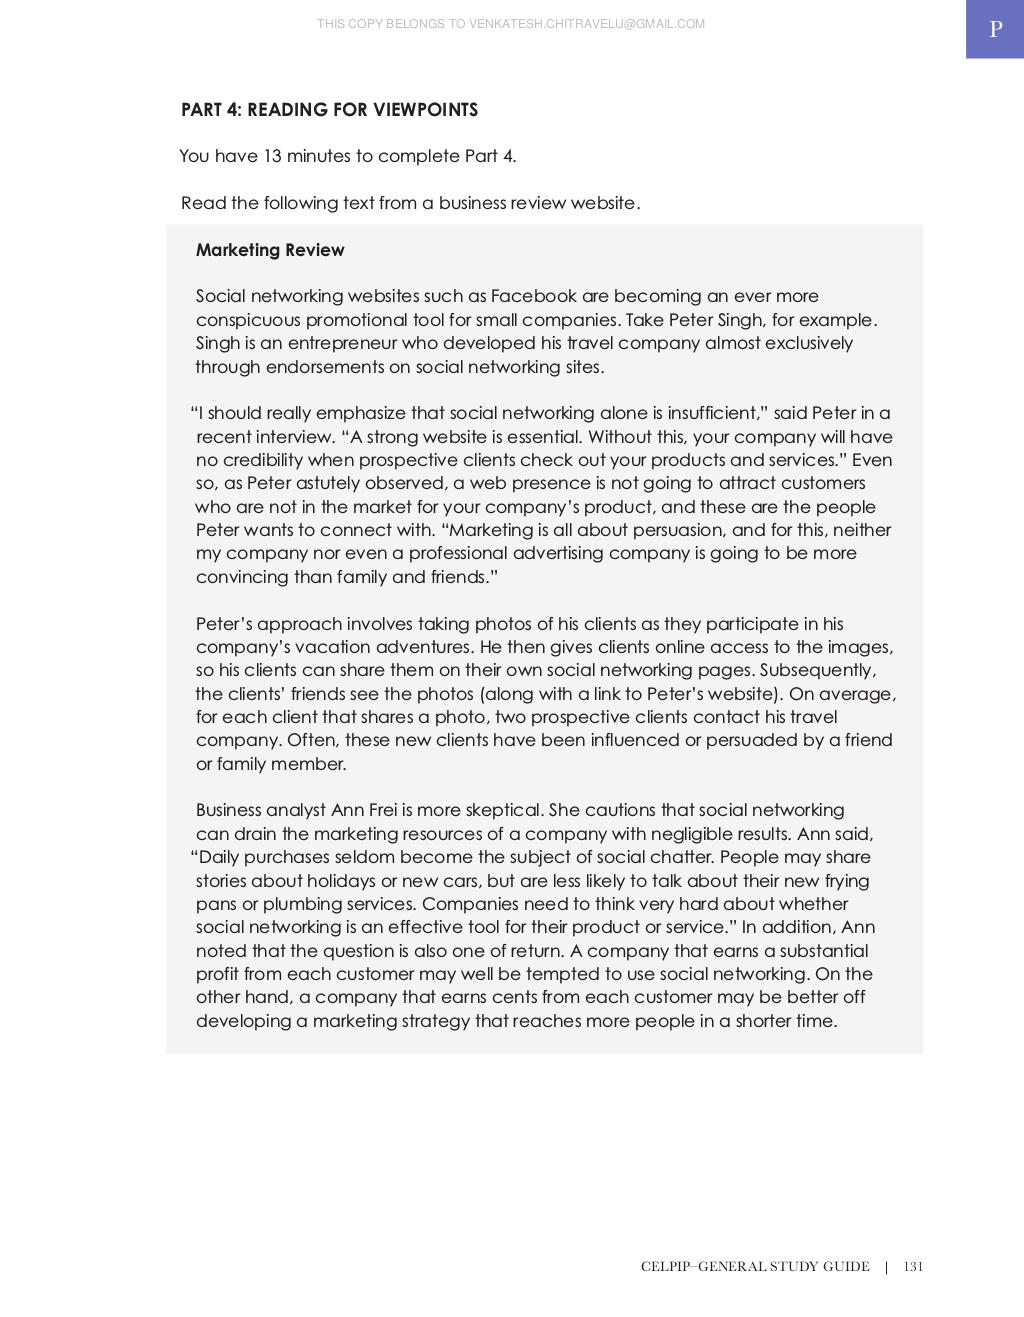 THIS COPY BELONGS TO VENKATESH.CHITRAVELU@GMAIL.COM
P
PART 4: READING FOR VIEWPOINTS
You have 13 minutes to complete Part 4.
Read the following text from a business review website.
Marketing Review
Social networking websites such as Facebook are becoming an ever more
conspicuous promotional tool for small companies. Take Peter Singh, for example.
Singh is an entrepreneur who developed his travel company almost exclusively
through endorsements on social networking sites.
“I should really emphasize that social networking alone is insufficient,” said Peter in a
recent interview. “A strong website is essential. Without this, your company will have
no credibility when prospective clients check out your products and services.” Even
so, as Peter astutely observed, a web presence is not going to attract customers
who are not in the market for your company’s product, and these are the people
Peter wants to connect with. “Marketing is all about persuasion, and for this, neither
my company nor even a professional advertising company is going to be more
convincing than family and friends.”
Peter’s approach involves taking photos of his clients as they participate in his
company’s vacation adventures. He then gives clients online access to the images,
so his clients can share them on their own social networking pages. Subsequently,
the clients’ friends see the photos (along with a link to Peter’s website). On average,
for each client that shares a photo, two prospective clients contact his travel
company. Often, these new clients have been influenced or persuaded by a friend
or family member.
Business analyst Ann Frei is more skeptical. She cautions that social networking
can drain the marketing resources of a company with negligible results. Ann said,
“Daily purchases seldom become the subject of social chatter. People may share
stories about holidays or new cars, but are less likely to talk about their new frying
pans or plumbing services. Companies need to think very hard about whether
social networking is an effective tool for their product or service.” In addition, Ann
noted that the question is also one of return. A company that earns a substantial
profit from each customer may well be tempted to use social networking. On the
other hand, a company that earns cents from each customer may be better off
developing a marketing strategy that reaches more people in a shorter time.
CELPIP–GENERAL STUDY GUIDE | 131